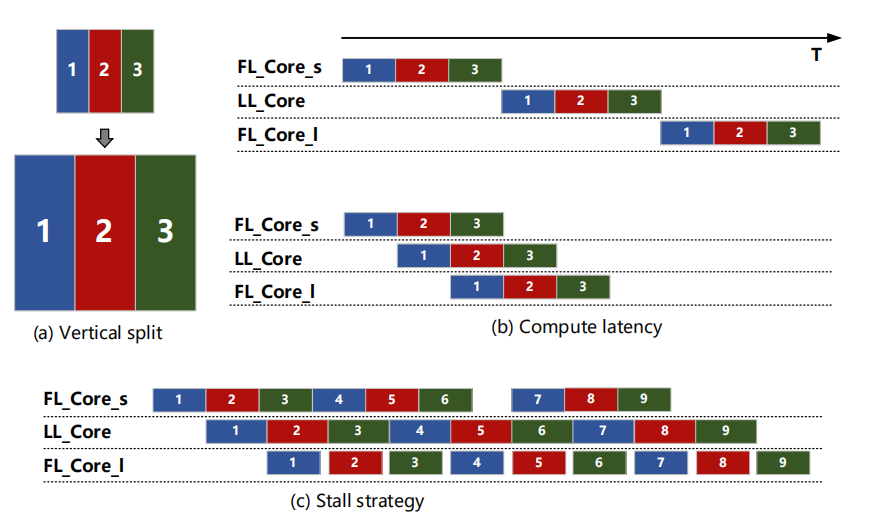 1 2 3
1 2 3
(a) Vertical split
T
FL_Core_s 1 2 3
LL_Core 1 2 3
FL_Core_l 1 2 3
FL_Core_s 1 2 3
LL_Core 1 2 3
FL_Core_l 1 2 3
(b) Compute latency
FL_Core_s 1 2 3 4 5 6 7 8 9
LL_Core 1 2 3 4 5 6 7 8 9
FL_Core_l 1 2 3 4 5 6 7 8 9
(c) Stall strategy